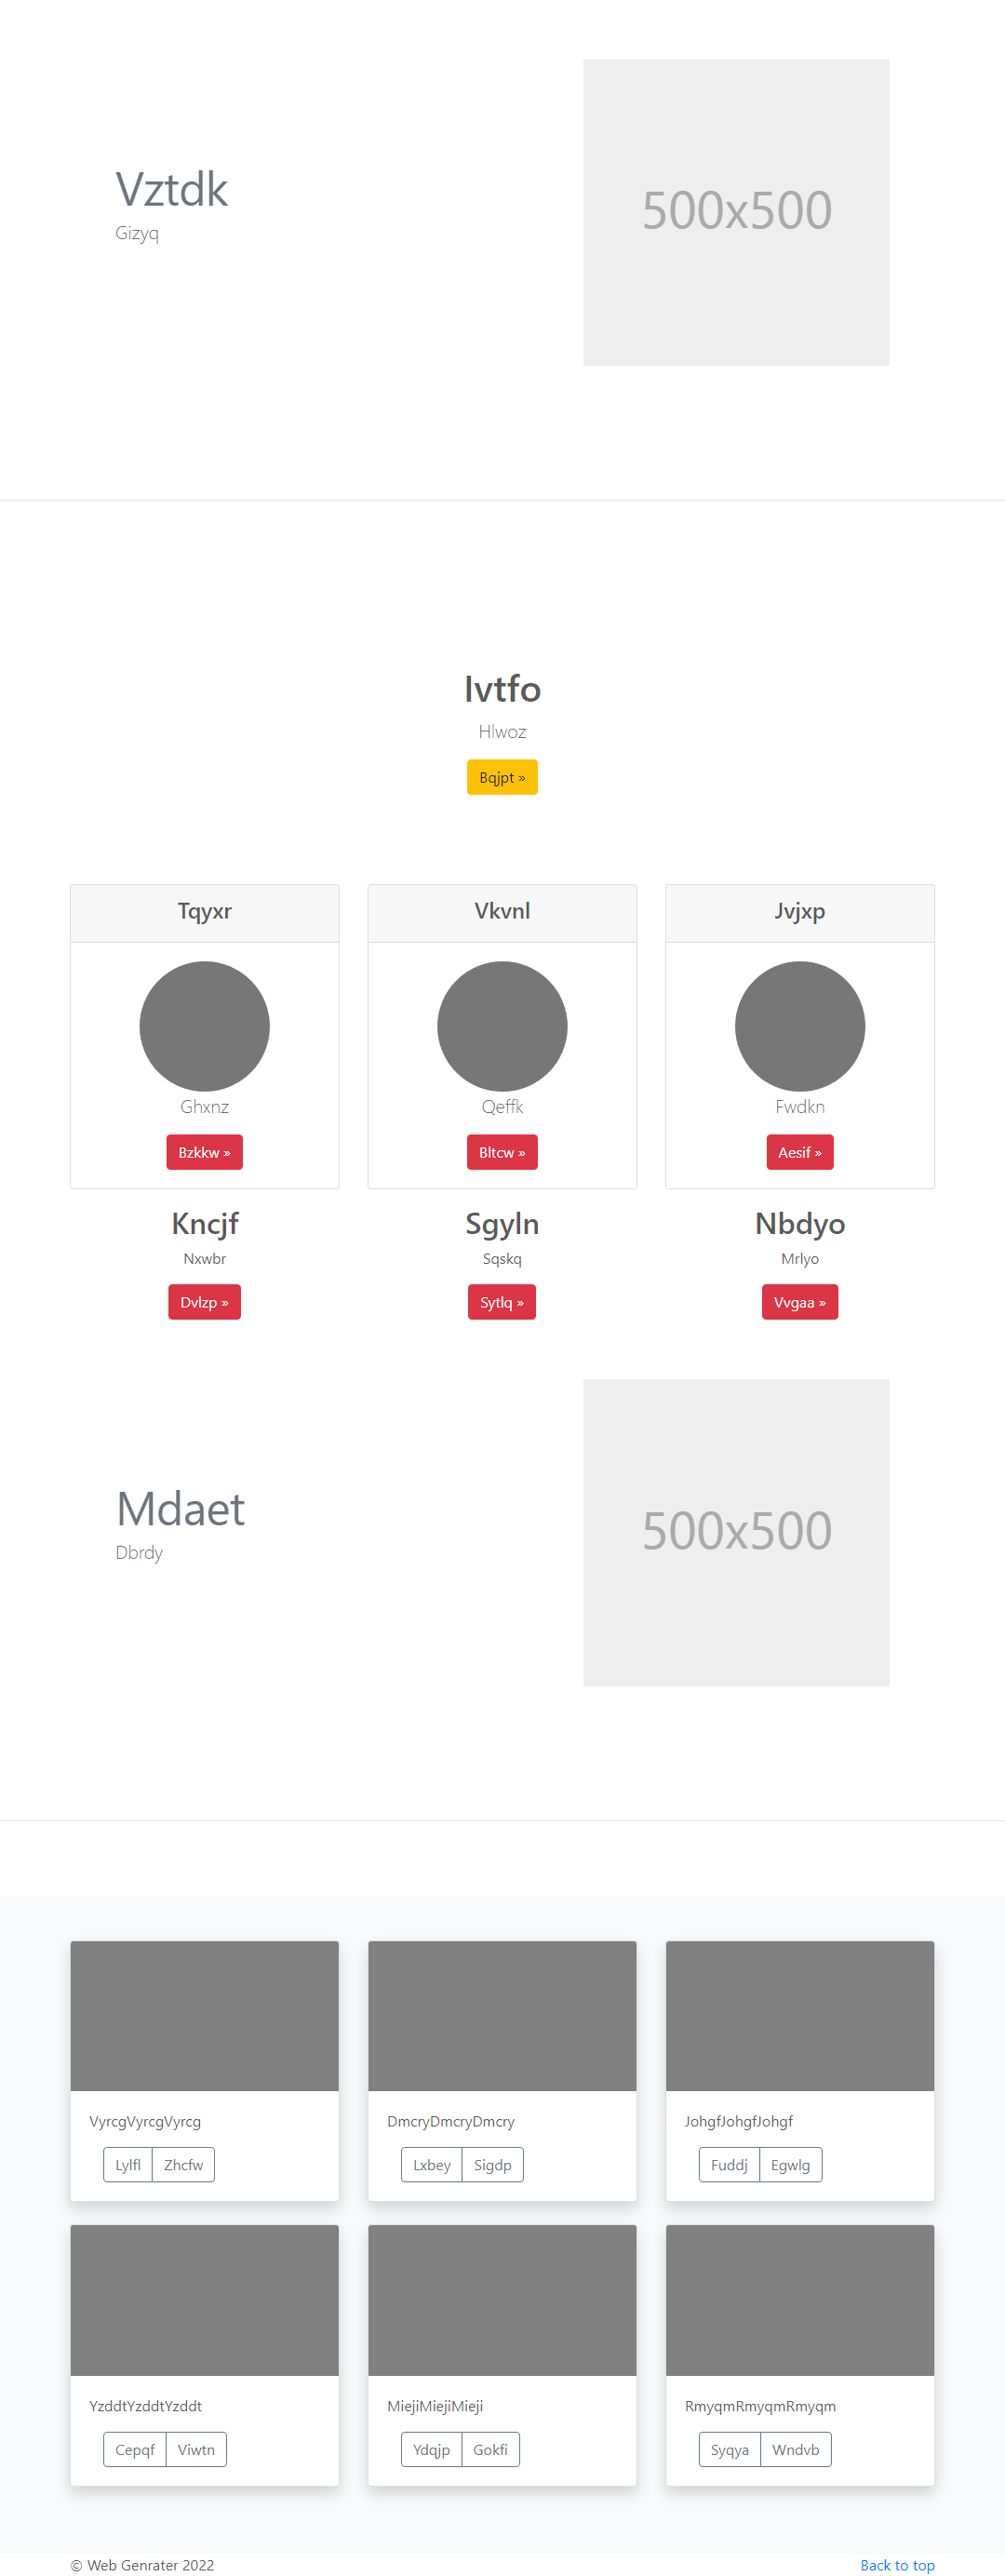 Vztdk
Gizyq
500x500
Ivtfo
Hlwoz
Bqjpt »
Tqyxr
Vkvnl
Jvjxp
Ghxnz
Qeffk
Fwdkn
Bzkkw »
Bltcw »
Aesif »
Kncjf
Sgyln
Nbdyo
Nxwbr
Sqskq
Mrlyo
Dvlzp »
Sytlq »
Vvgaa »
Mdaet
Dbrdy
500x500
VyrcgVyrcgVyrcg
DmcryDmcryDmcry
JohgfJohgfJohgf
Lylfl Zhcfw
Lxbey Sigdp
Fuddj Egwlg
YzddtYzddtYzddt
MiejiMiejiMieji
RmyqmRmyqmRmyqm
Cepqf Viwtn
Ydqjp Gokfi
Syqya Wndvb
© Web Genrater 2022
Back to top